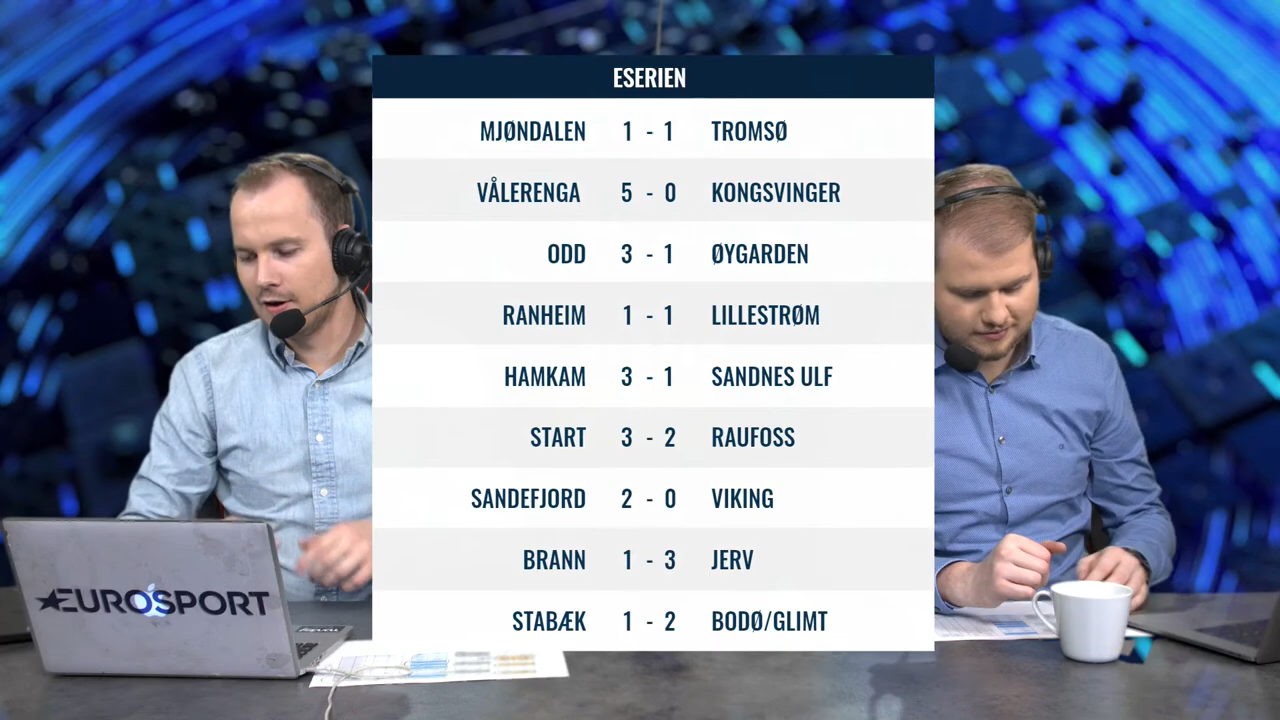 ESERIEN
MJØNDALEN 1 - 1 TROMSØ
VÅLERENGA 5 - 0 KONGSVINGER
ODD 3 - 1 ØYGARDEN
RANHEIM 1 - 1 LILLESTRØM
HAMKAM 3 - 1 SANDNES ULF
START 3 - 2 RAUFOSS
SANDEFJORD 2 - 0 VIKING
BRANN 1 - 3 JERV
STABÆK 1 - 2 BODØ/GLIMT
EUROSPORT